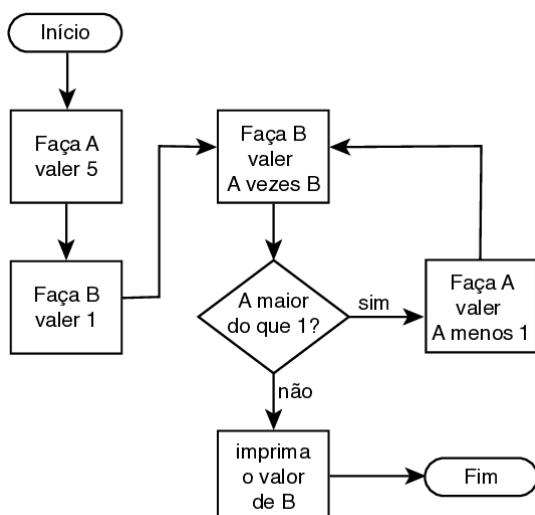 Início
Faça A
valer 5
Faça B
valer 1
Faça B
valer
A vezes B
A maior
do que 1?
sim
Faça A
valer
A menos 1
não
imprima
o valor
de B
Fim